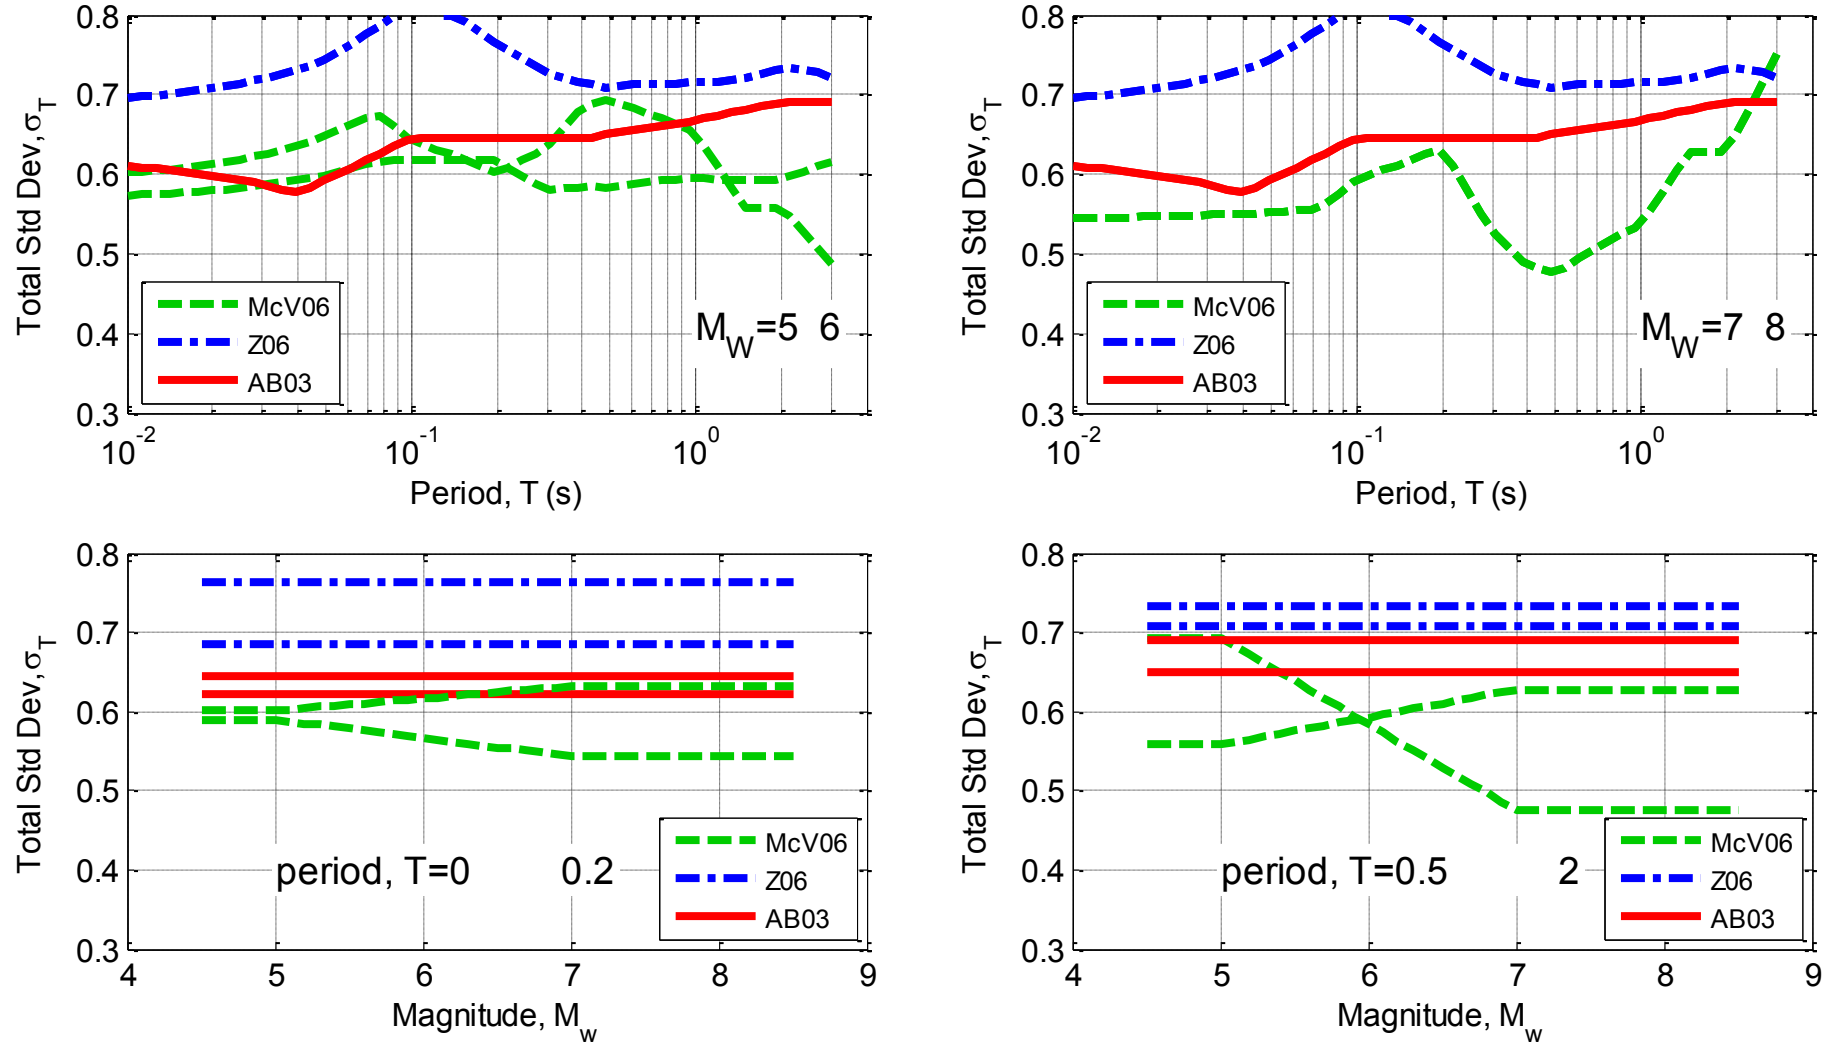 0.8
0.7
0.6
0.5
0.4
0.3
Total Std Dev, σT
McV06
Z06
AB03
MW=5 6
10-2 10-1 100
Period, T (s)
0.8
0.7
0.6
0.5
0.4
0.3
Total Std Dev, σT
McV06
Z06
AB03
MW=7 8
10-2 10-1 100
Period, T (s)
0.8
0.7
0.6
0.5
0.4
0.3
Total Std Dev, σT
period, T=0 0.2
McV06
Z06
AB03
4 5 6 7 8 9
Magnitude, Mw
0.8
0.7
0.6
0.5
0.4
0.3
Total Std Dev, σT
period, T=0.5 2
McV06
Z06
AB03
4 5 6 7 8 9
Magnitude, Mw